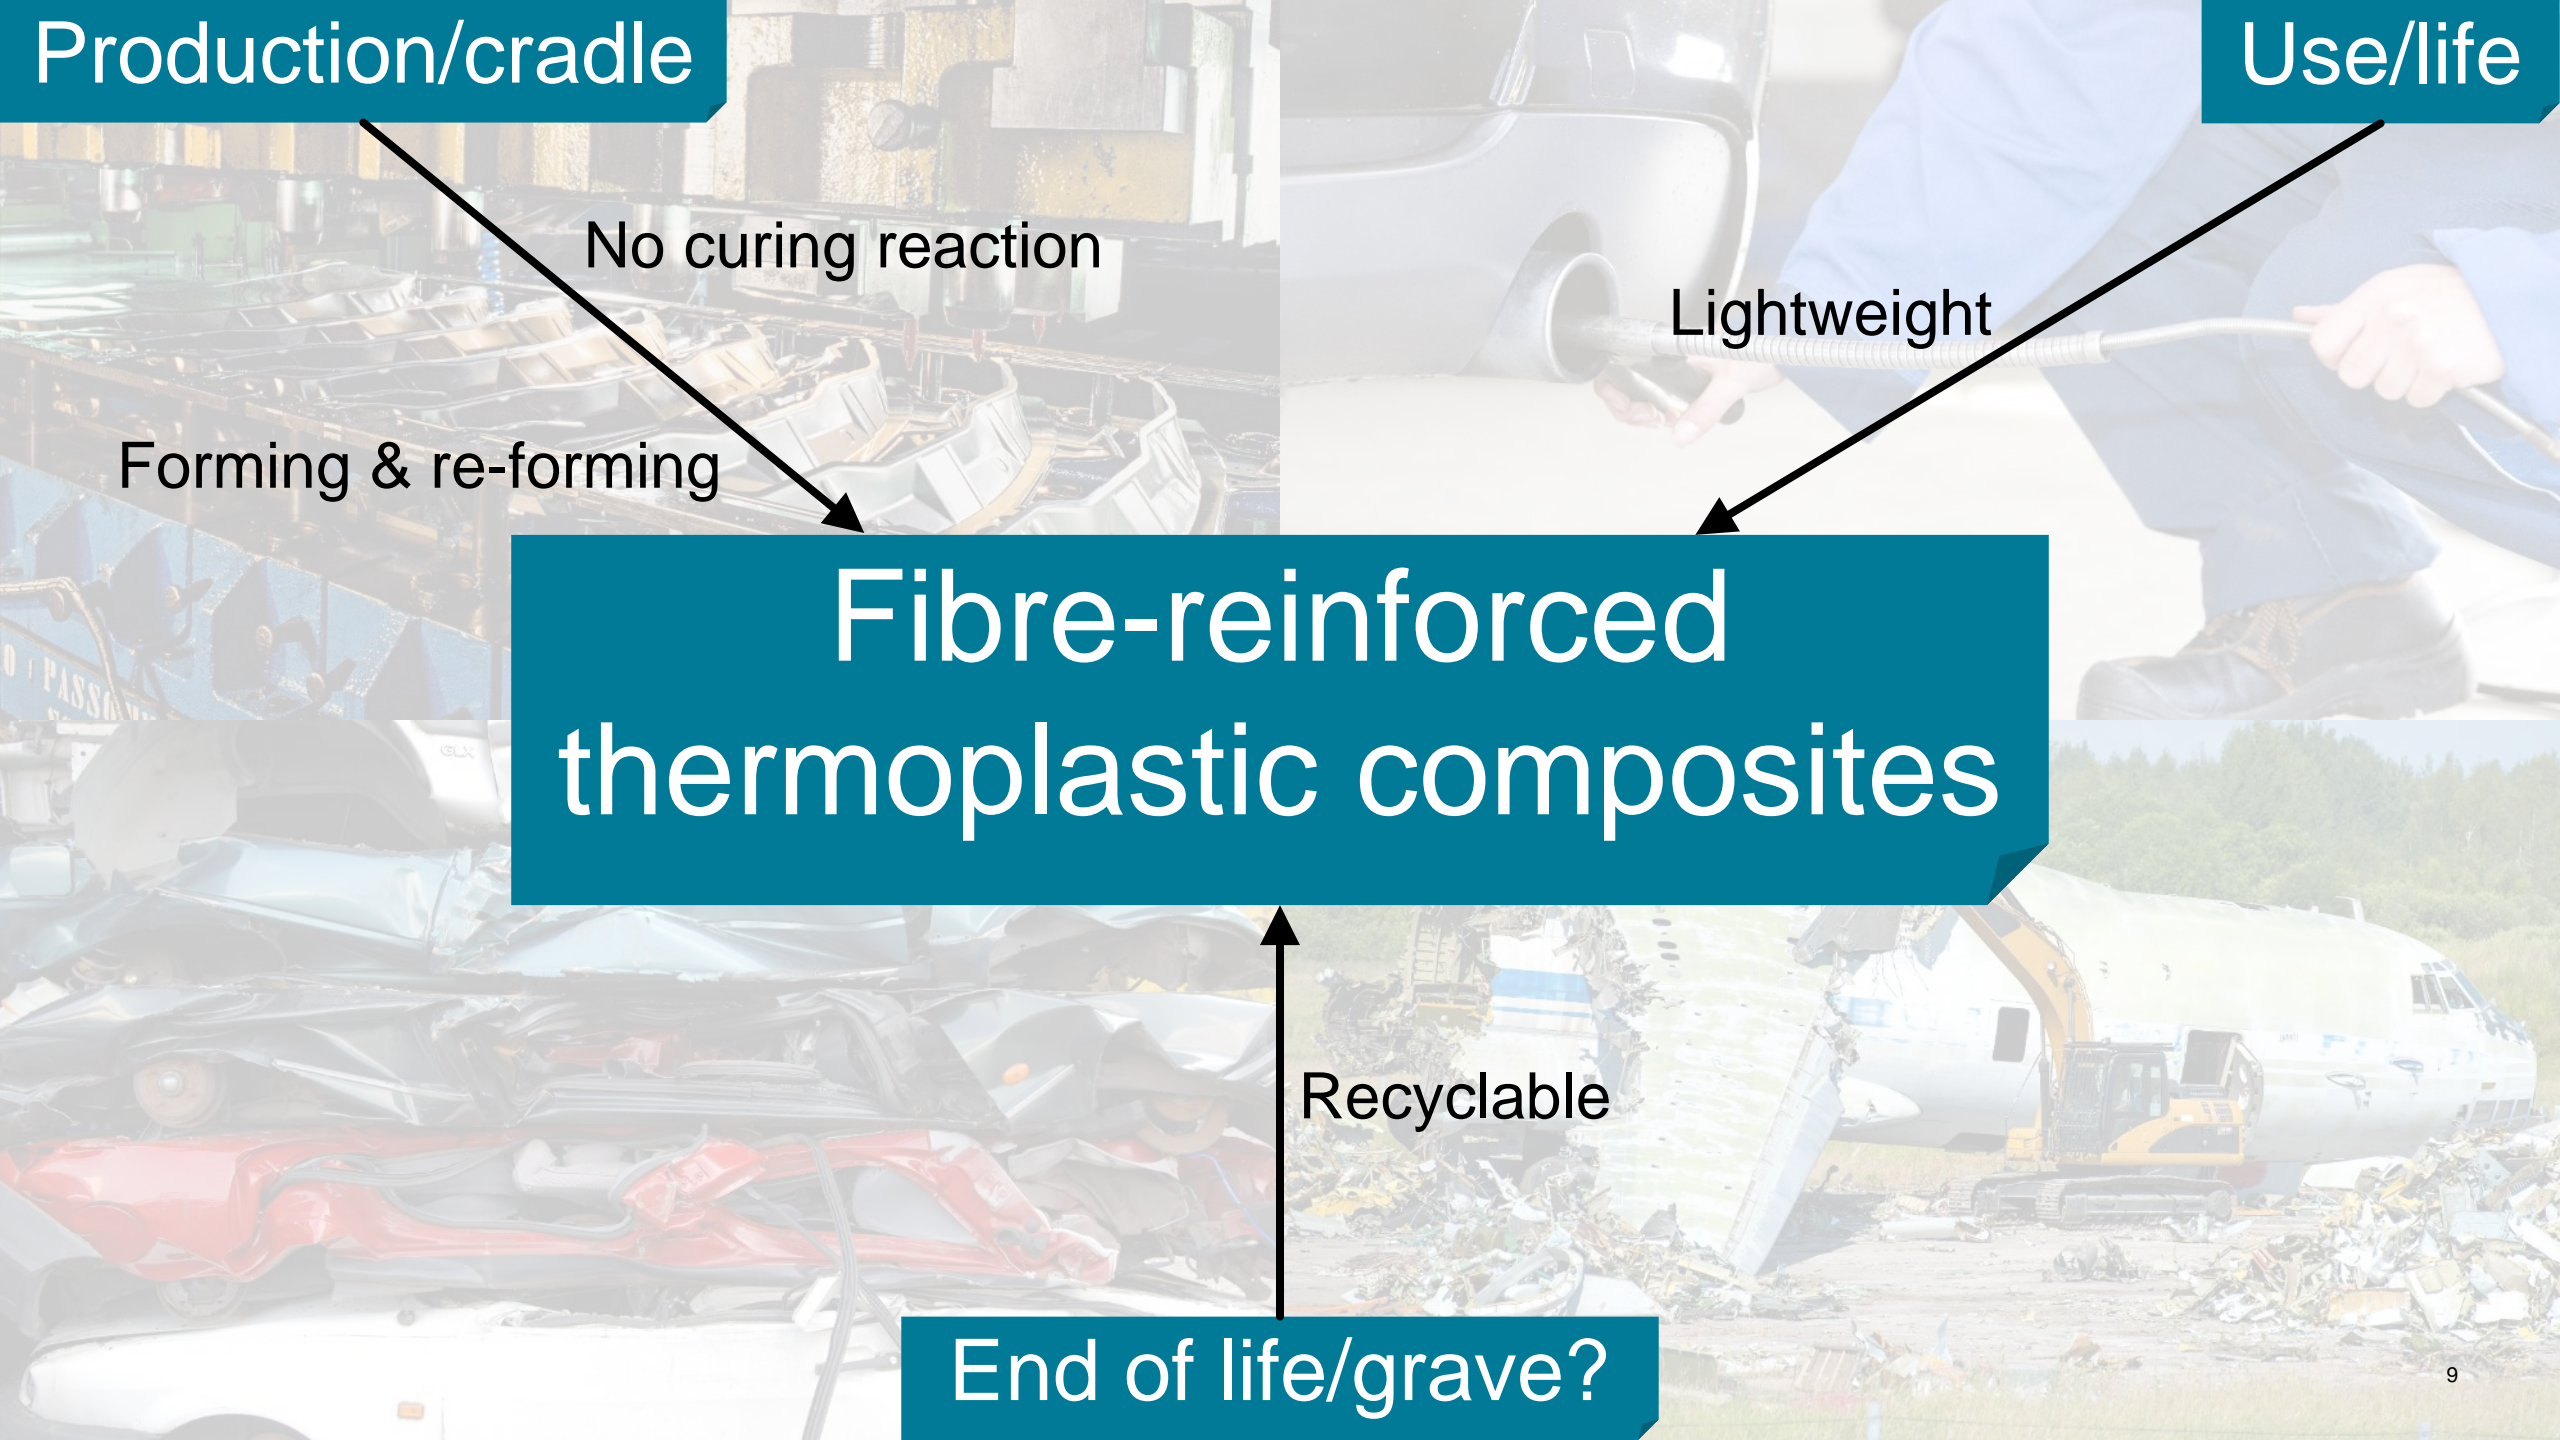 Production/cradle
Use/life
No curing reaction
Lightweight
Forming & re-forming
Fibre-reinforced
thermoplastic composites
GLX
Recyclable
End of life/grave?
9